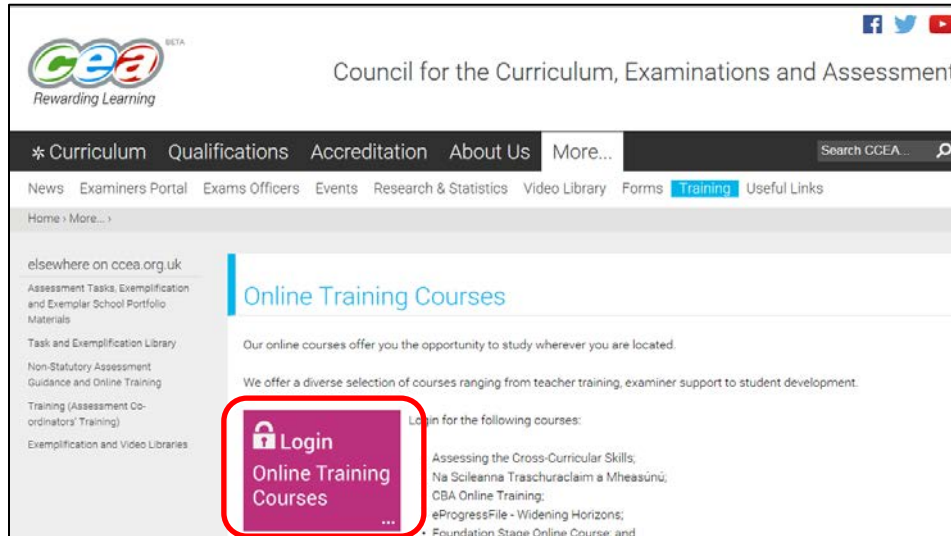 BETA
ccea
Rewarding Learning
Council for the Curriculum, Examinations and Assessment
* Curriculum Qualifications Accreditation About Us More...
Search CCEA...
News Examiners Portal Exams Officers Events Research & Statistics Video Library Forms Training Useful Links
Home › More... ›
elsewhere on ccea.org.uk
Assessment Tasks, Exemplification
and Exemplar School Portfolio
Materials
Task and Exemplification Library
Non-Statutory Assessment
Guidance and Online Training
Training (Assessment Co-
ordinators' Training)
Exemplification and Video Libraries
Online Training Courses
Our online courses offer you the opportunity to study wherever you are located.
We offer a diverse selection of courses ranging from teacher training, examiner support to student development.
Login
Online Training
Courses
...
Login for the following courses:
Assessing the Cross-Curricular Skills;
Na Scileanna Traschuraclaim a Mheasúnú;
CBA Online Training;
eProgressFile - Widening Horizons;
• Foundation Stage Online Course; and